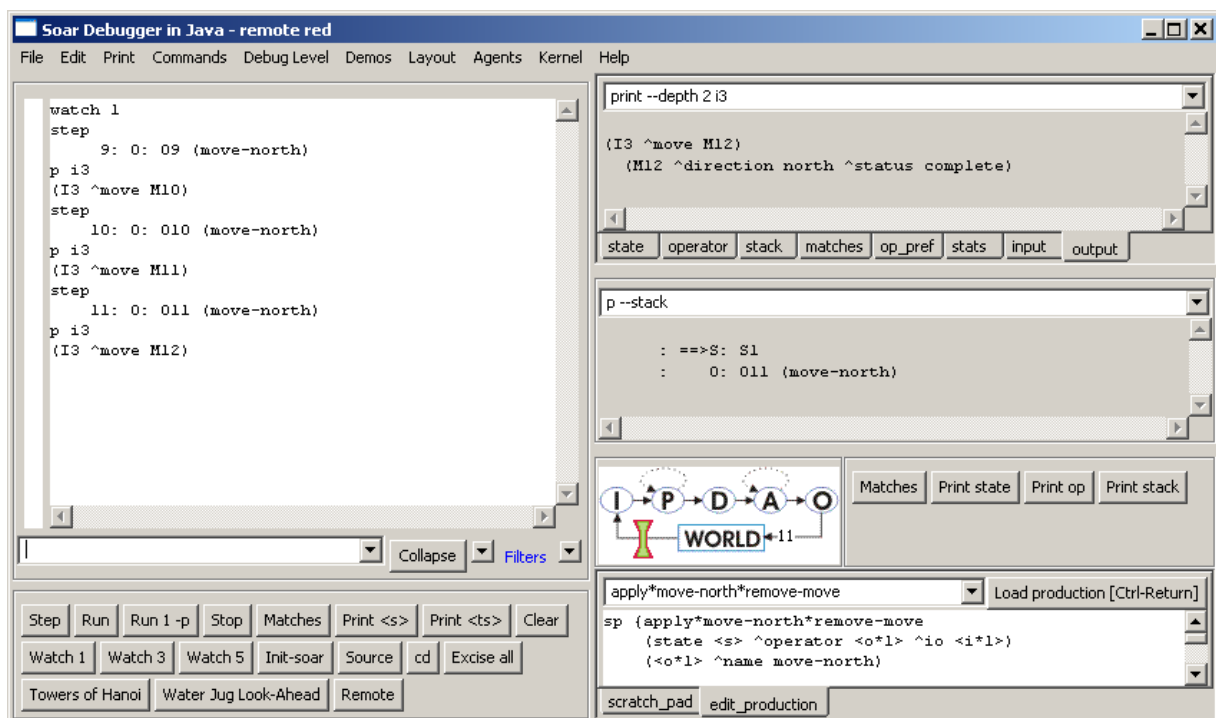 Soar Debugger in Java - remote red
File Edit Print Commands Debug Level Demos Layout Agents Kernel Help
watch 1
step
9: O: O9 (move-north)
p i3
(I3 ^move M10)
step
10: O: O10 (move-north)
p i3
(I3 ^move M11)
step
11: O: O11 (move-north)
p i3
(I3 ^move M12)
Collapse Filters
Step Run Run 1 -p Stop Matches Print <s> Print <ts> Clear
Watch 1 Watch 3 Watch 5 Init-soar Source cd Excise all
Towers of Hanoi Water Jug Look-Ahead Remote
print --depth 2 i3
(I3 ^move M12)
(M12 ^direction north ^status complete)
state operator stack matches op_pref stats input output
p --stack
: ==>S: S1
: O: O11 (move-north)
I P D A O
WORLD 11
Matches Print state Print op Print stack
apply*move-north*remove-move Load production [Ctrl-Return]
sp {apply*move-north*remove-move
(state <s> ^operator <o*1> ^io <i*1>)
(<o*1> ^name move-north)
scratch_pad edit_production